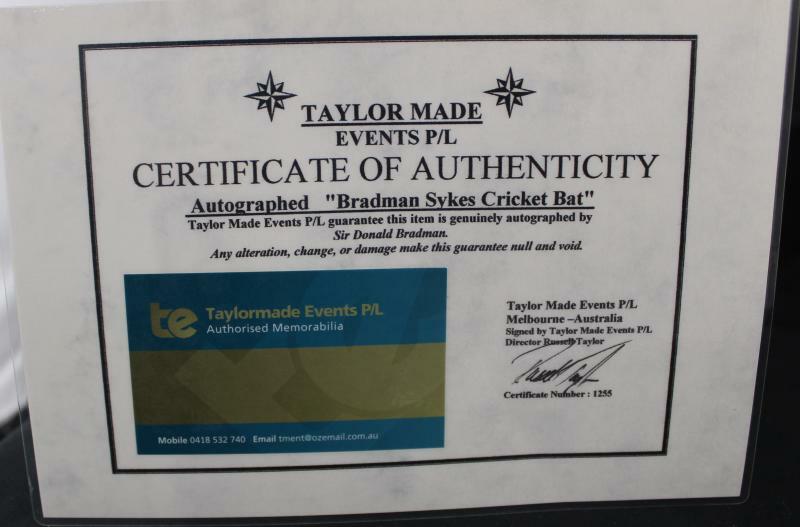 TAYLOR MADE
EVENTS P/L
CERTIFICATE OF AUTHENTICITY
Autographed "Bradman Sykes Cricket Bat"
Taylor Made Events P/L guarantee this item is genuinely autographed by
Sir Donald Bradman.
Any alteration, change, or damage make this guarantee null and void.
te Taylormade Events P/L
Authorised Memorabilia
Mobile 0418 532 740 Email tment@ozemail.com.au
Taylor Made Events P/L
Melbourne –Australia
Signed by Taylor Made Events P/L
Director Russell Taylor
Certificate Number : 1255